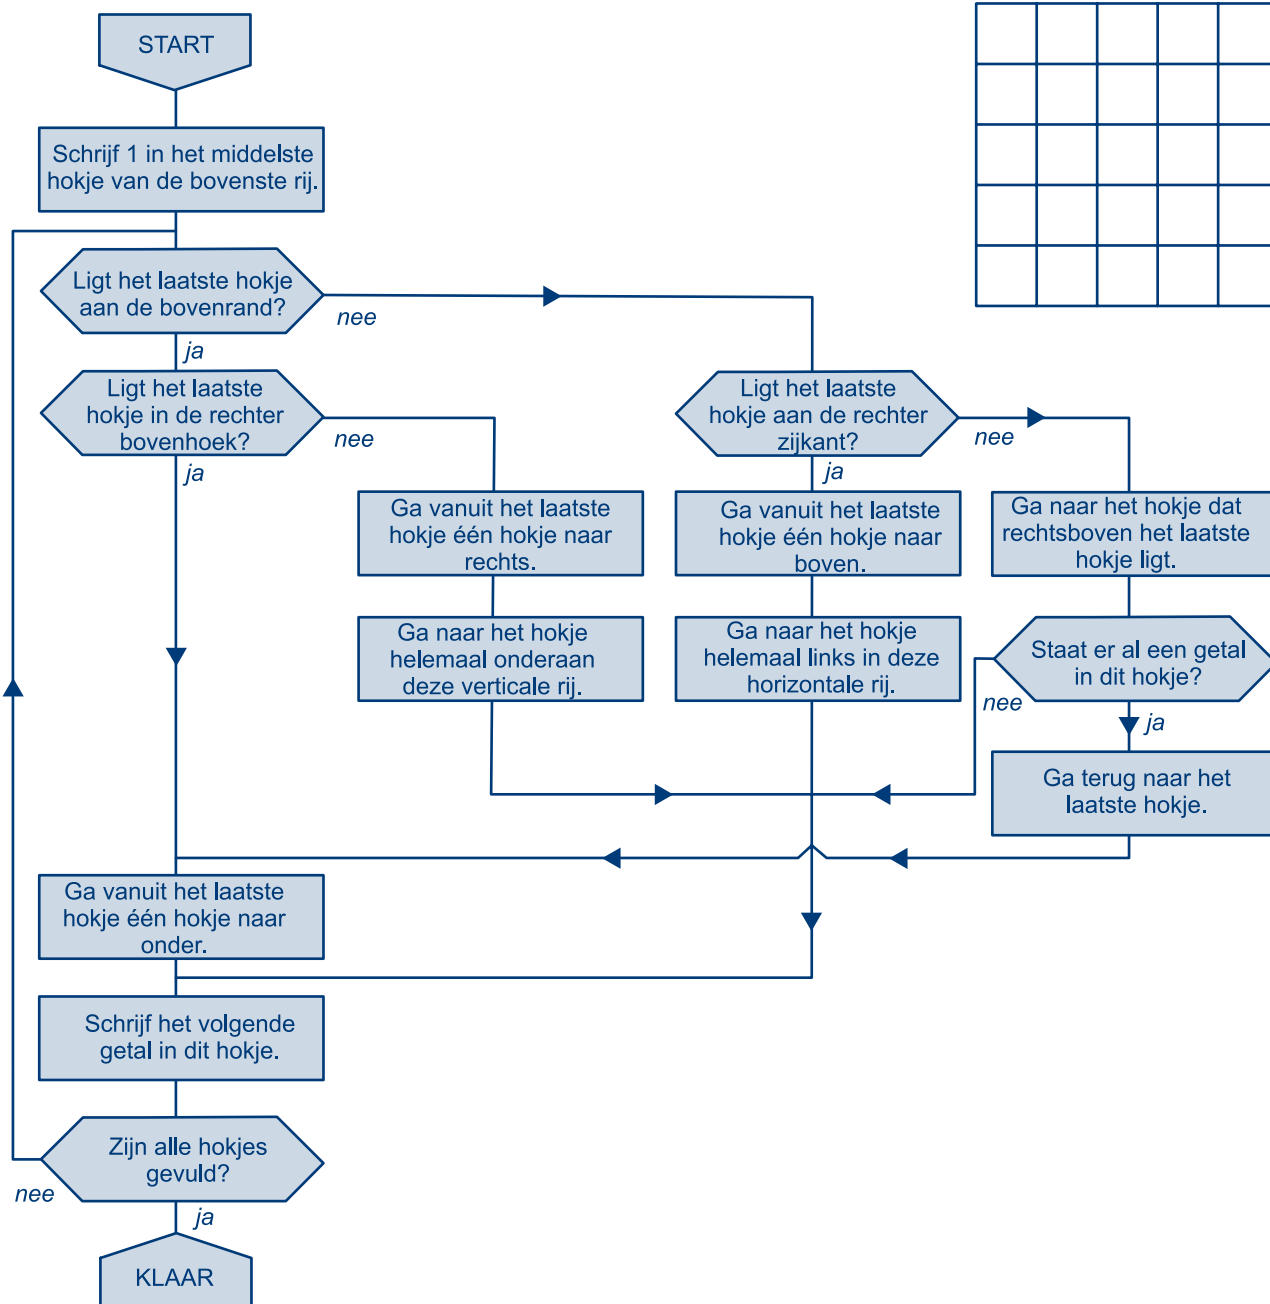 START
Schrijf 1 in het middelste
hokje van de bovenste rij.
Ligt het laatste hokje
aan de bovenrand?
nee
ja
Ligt het laatste
hokje in de rechter
bovenhoek?
nee
ja
Ligt het laatste
hokje aan de rechter
zijkant?
nee
ja
Ga vanuit het laatste
hokje één hokje naar
rechts.
Ga vanuit het laatste
hokje één hokje naar
boven.
Ga naar het hokje dat
rechtsboven het laatste
hokje ligt.
Ga naar het hokje
helemaal onderaan
deze verticale rij.
Ga naar het hokje
helemaal links in deze
horizontale rij.
Staat er al een getal
in dit hokje?
nee
ja
Ga terug naar het
laatste hokje.
Ga vanuit het laatste
hokje één hokje naar
onder.
Schrijf het volgende
getal in dit hokje.
Zijn alle hokjes
gevuld?
nee
ja
KLAAR